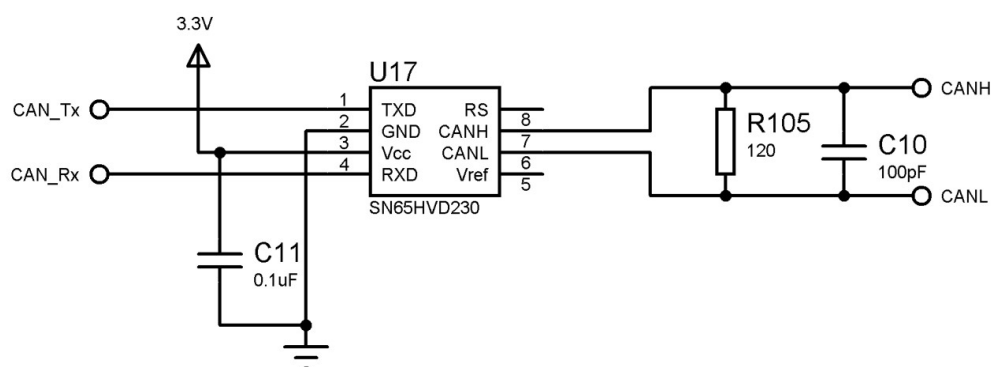 3.3V
U17
CAN_Tx
1
TXD
RS
8
CANH
2
GND
CANH
7
R105
120
3
Vcc
CANL
6
C10
100pF
CAN_Rx
4
RXD
Vref
5
CANL
SN65HVD230
C11
0.1uF